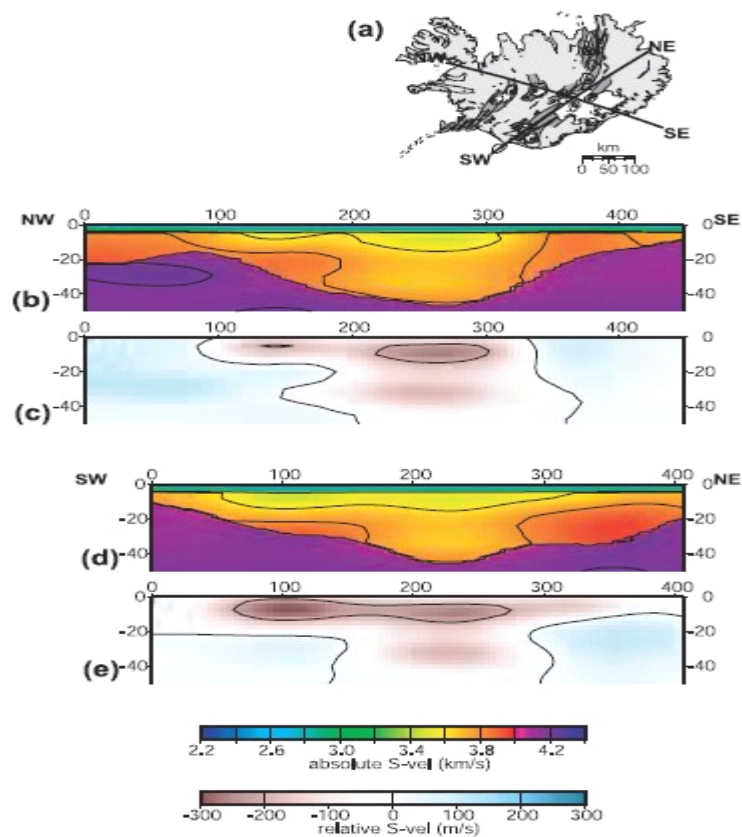 (a)
NW
NE
SE
SW
km
0 50 100
NW 0 100 200 300 400 SE
0 0
-20 -20
(b) -40 -40
0 100 200 300 400
0 0
-20 -20
(c) -40 -40
SW 0 100 200 300 400 NE
0 0
-20 -20
(d) -40 -40
0 100 200 300 400
0 0
-20 -20
(e) -40 -40
2.2 2.6 3.0 3.4 3.8 4.2
absolute S-vel (km/s)
-300 -200 -100 0 100 200 300
relative S-vel (m/s)